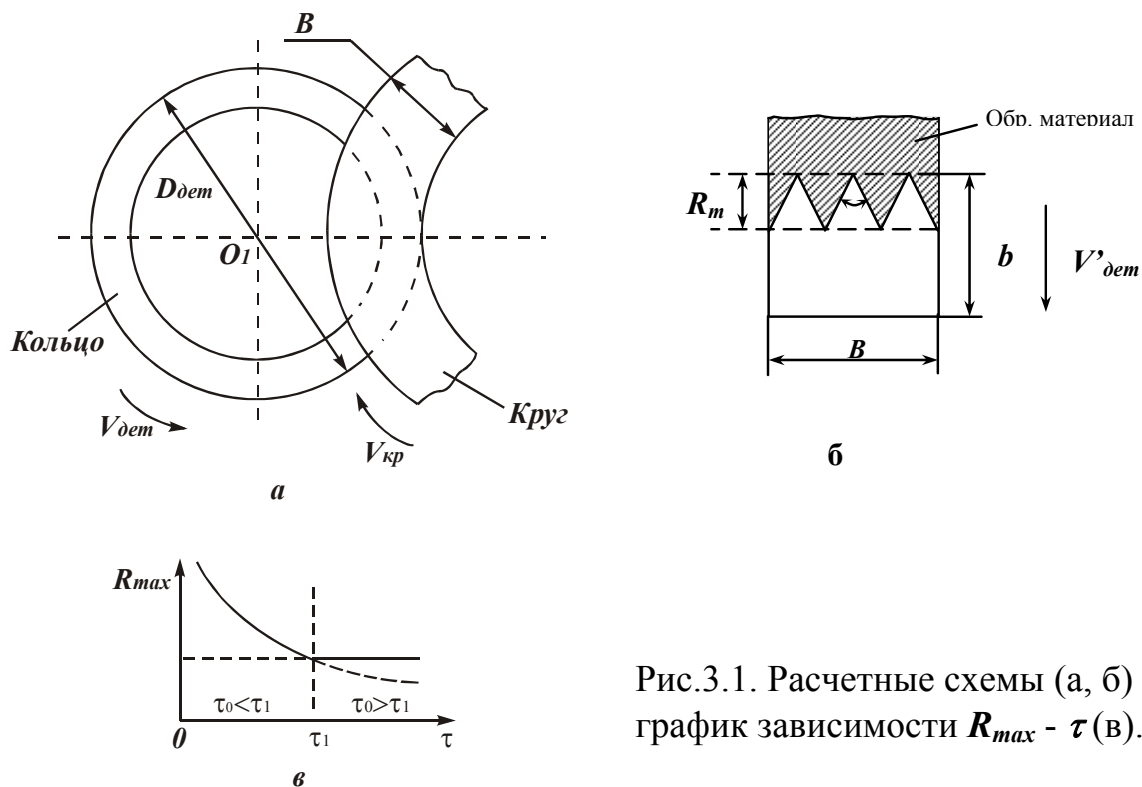 B
Dдет
O1
Кольцо
Vдет
Vкр
Круг
а
Обр. материал
Rm
b
V’дет
B
б
Rmax
τ0<τ1
τ0>τ1
0
τ1
τ
в
Рис.3.1. Расчетные схемы (а, б)
график зависимости Rmax - τ (в).